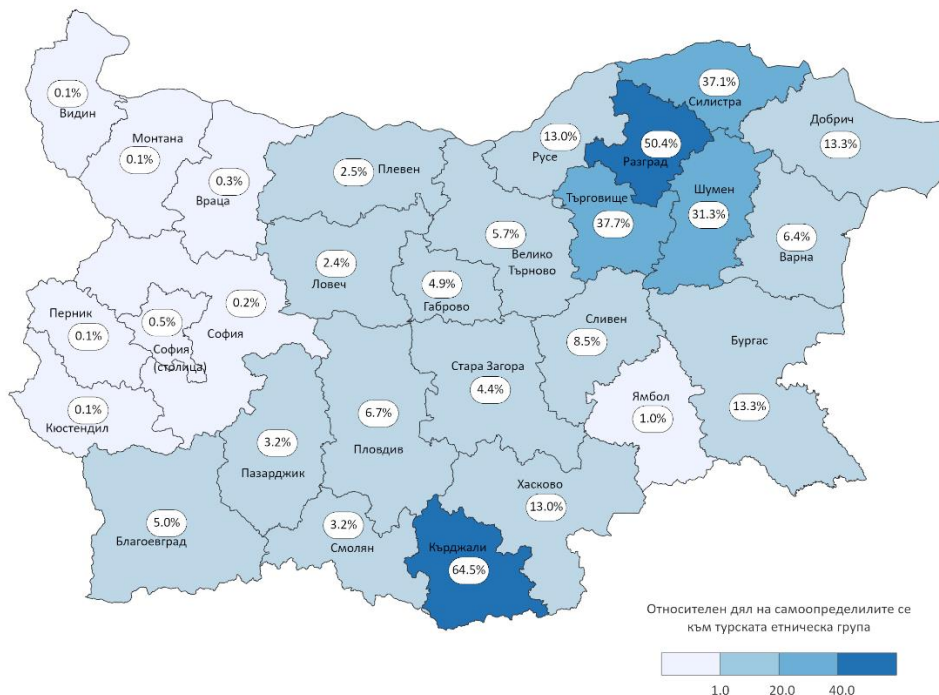 37.1%
Силистра
0.1%
Видин
Добрич
13.3%
Монтана
0.1%
13.0%
Русе
50.4%
Разград
Плевен
2.5%
0.3%
Враца
Търговище
37.7%
Шумен
31.3%
5.7%
Велико
Търново
6.4%
Варна
2.4%
Ловеч
4.9%
Габрово
0.2%
София
Перник
0.1%
0.5%
София
(столица)
Сливен
8.5%
Бургас
13.3%
Стара Загора
4.4%
Ямбол
1.0%
0.1%
Кюстендил
6.7%
Пловдив
3.2%
Пазарджик
Хасково
13.0%
5.0%
Благоевград
3.2%
Смолян
Кърджали
64.5%
Относителен дял на самоопределилите се
към турската етническа група
1.0 20.0 40.0